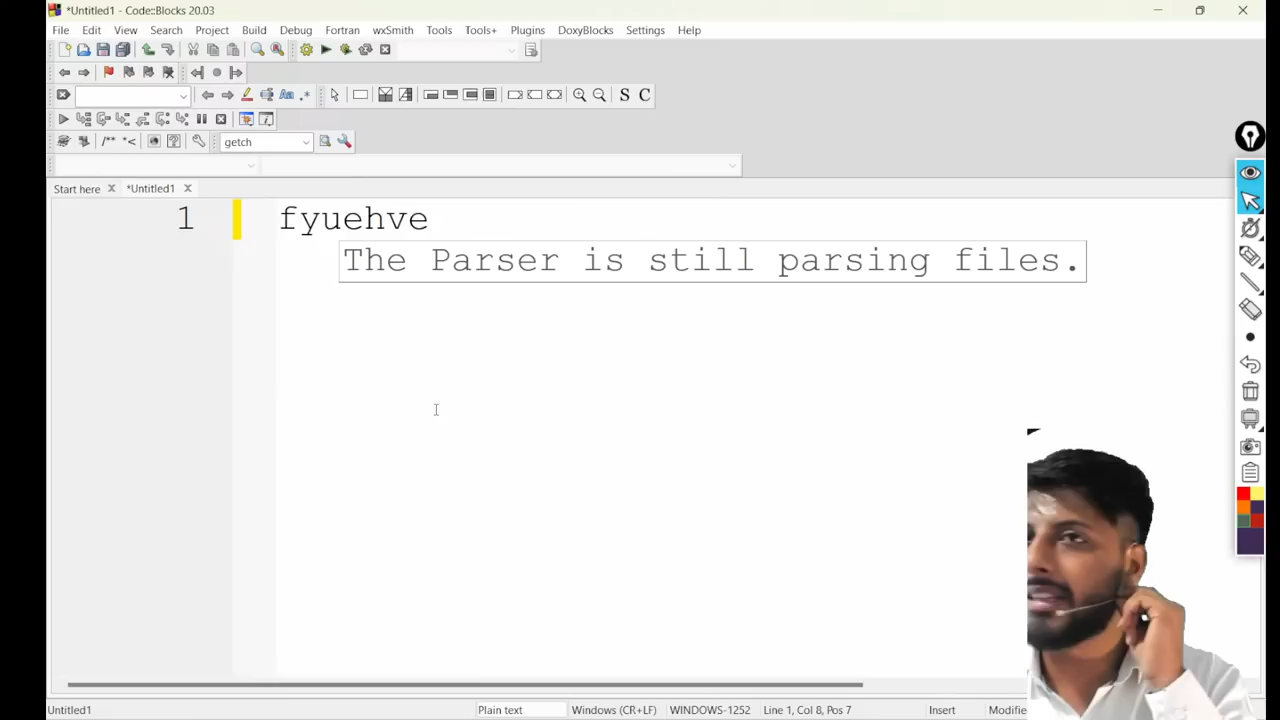 *Untitled1 - Code::Blocks 20.03
File Edit View Search Project Build Debug Fortran wxSmith Tools Tools+ Plugins DoxyBlocks Settings Help
S C
/** *< getch
Start here *Untitled1
1 fyuehve
The Parser is still parsing files.
Untitled1 Plain text Windows (CR+LF) WINDOWS-1252 Line 1, Col 8, Pos 7 Insert Modifie